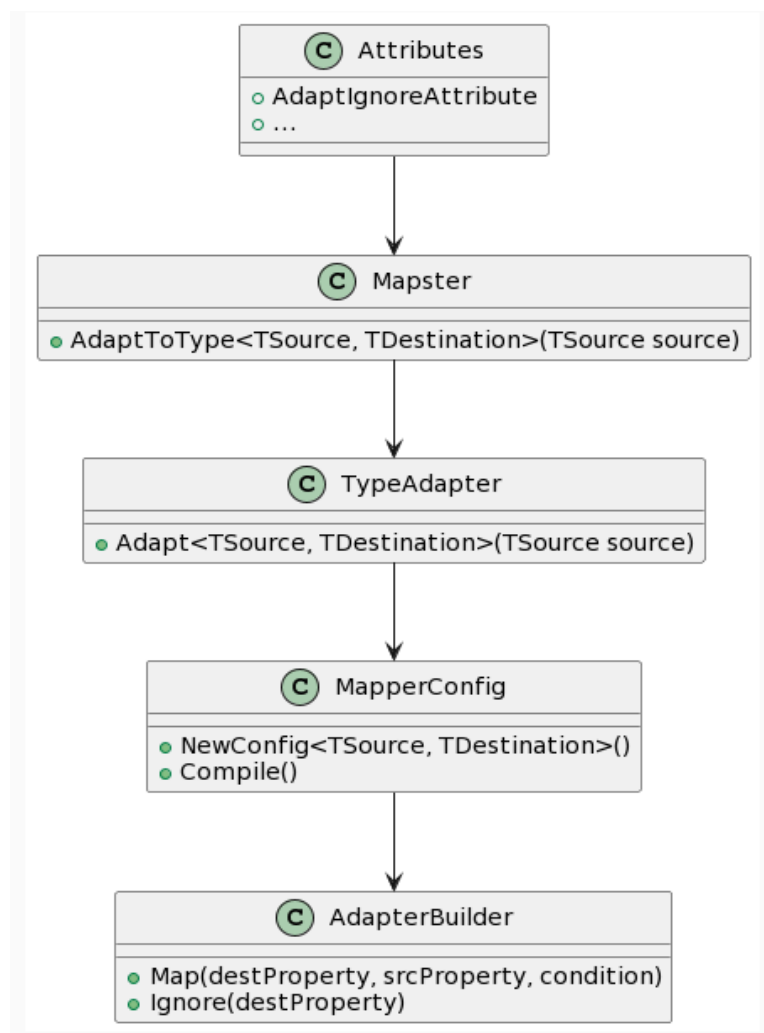 C Attributes
AdaptIgnoreAttribute
...
C Mapster
AdaptToType<TSource, TDestination>(TSource source)
C TypeAdapter
Adapt<TSource, TDestination>(TSource source)
C MapperConfig
NewConfig<TSource, TDestination>()
Compile()
C AdapterBuilder
Map(destProperty, srcProperty, condition)
Ignore(destProperty)